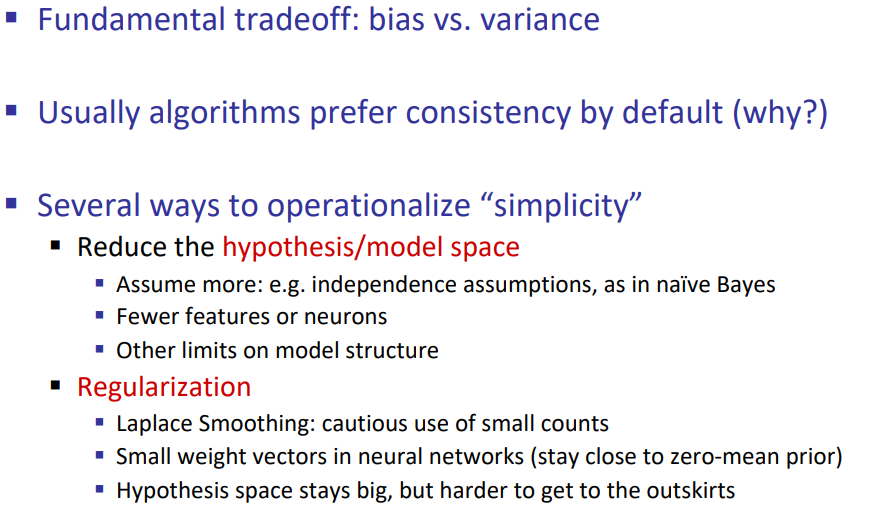 ▪ Fundamental tradeoff: bias vs. variance
▪ Usually algorithms prefer consistency by default (why?)
▪ Several ways to operationalize “simplicity”
▪ Reduce the hypothesis/model space
▪ Assume more: e.g. independence assumptions, as in naïve Bayes
▪ Fewer features or neurons
▪ Other limits on model structure
▪ Regularization
▪ Laplace Smoothing: cautious use of small counts
▪ Small weight vectors in neural networks (stay close to zero-mean prior)
▪ Hypothesis space stays big, but harder to get to the outskirts